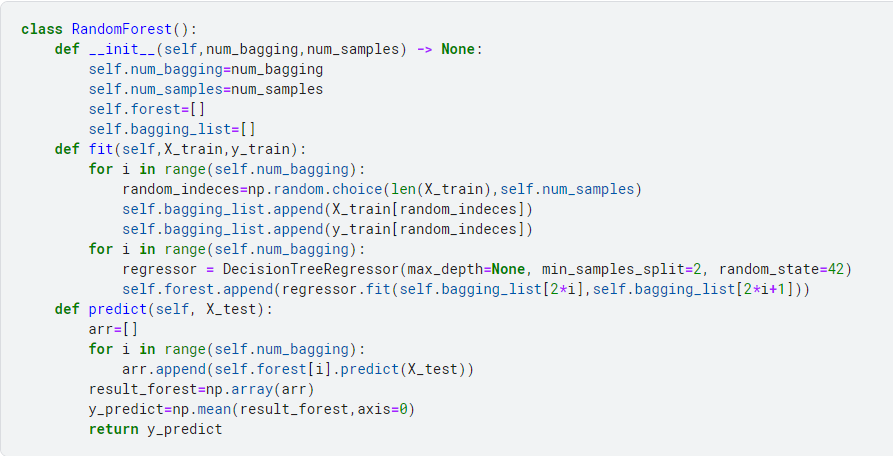 class RandomForest():
    def __init__(self,num_bagging,num_samples) -> None:
        self.num_bagging=num_bagging
        self.num_samples=num_samples
        self.forest=[]
        self.bagging_list=[]
    def fit(self,X_train,y_train):
        for i in range(self.num_bagging):
            random_indeces=np.random.choice(len(X_train),self.num_samples)
            self.bagging_list.append(X_train[random_indeces])
            self.bagging_list.append(y_train[random_indeces])
        for i in range(self.num_bagging):
            regressor = DecisionTreeRegressor(max_depth=None, min_samples_split=2, random_state=42)
            self.forest.append(regressor.fit(self.bagging_list[2*i],self.bagging_list[2*i+1]))
    def predict(self, X_test):
        arr=[]
        for i in range(self.num_bagging):
            arr.append(self.forest[i].predict(X_test))
        result_forest=np.array(arr)
        y_predict=np.mean(result_forest,axis=0)
        return y_predict